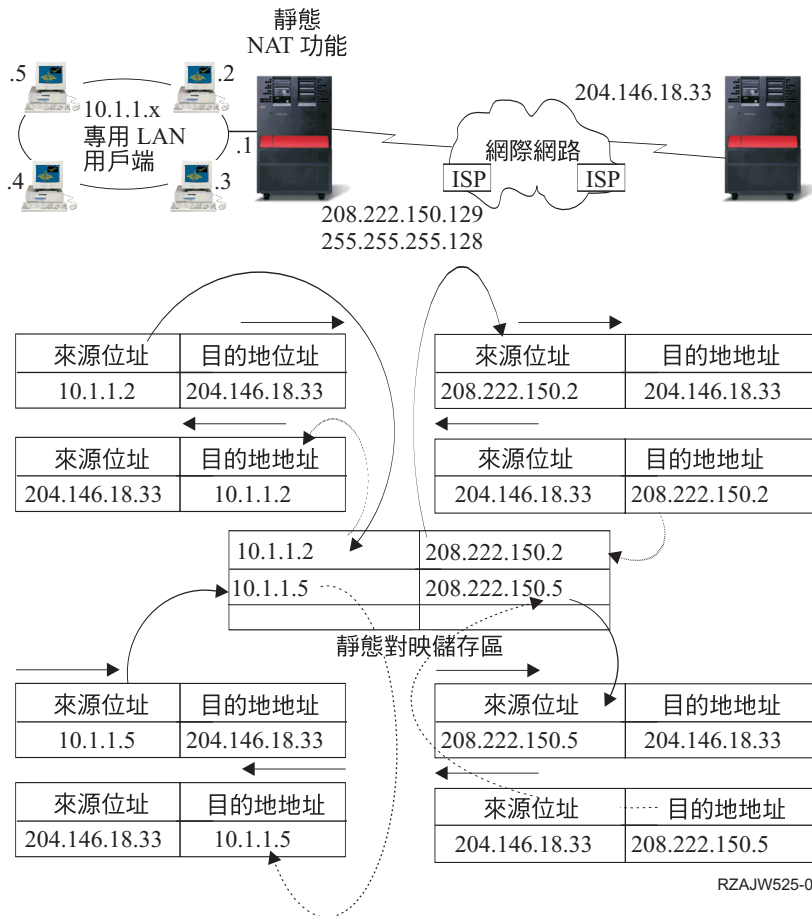 靜態
NAT 功能
.5
.2
10.1.1.x
專用 LAN
用戶端
.1
.4
.3
204.146.18.33
網際網路
ISP
ISP
208.222.150.129
255.255.255.128
來源位址 目的地位址
10.1.1.2 204.146.18.33
來源位址 目的地地址
208.222.150.2 204.146.18.33
來源位址 目的地地址
204.146.18.33 10.1.1.2
來源位址 目的地地址
204.146.18.33 208.222.150.2
10.1.1.2 208.222.150.2
10.1.1.5 208.222.150.5
靜態對映儲存區
來源位址 目的地地址
10.1.1.5 204.146.18.33
來源位址 目的地地址
208.222.150.5 204.146.18.33
來源位址 目的地地址
204.146.18.33 10.1.1.5
來源位址 目的地地址
204.146.18.33 208.222.150.5
RZAJW525-0